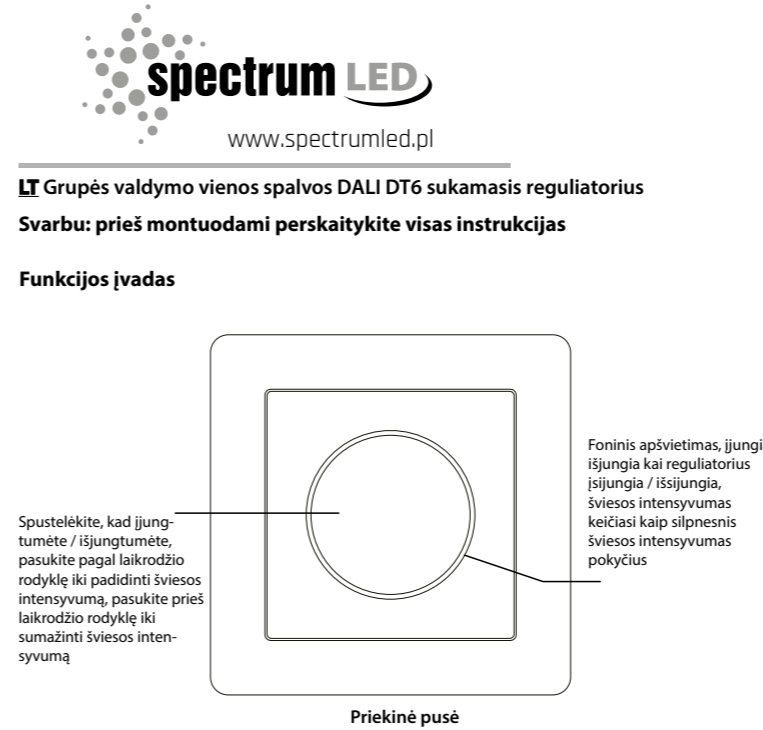 spectrum LED
www.spectrumled.pl
LT Grupės valdymo vienos spalvos DALI DT6 sukamasis reguliatorius
Svarbu: prieš montuodami perskaitykite visas instrukcijas
Funkcijos įvadas
Spustelėkite, kad įjung-
tumėte / išjungtumėte,
pasukite pagal laikrodžio
rodyklę iki padidinti šviesos
intensyvumą, pasukite prieš
laikrodžio rodyklę iki
sumažinti šviesos inten-
syvumą
Foninis apšvietimas, įjungi
išjungia kai reguliatorius
įsijungia / išsijungia,
šviesos intensyvumas
keičiasi kaip silpnesnis
šviesos intensyvumas
pokyčius
Priekinė pusė